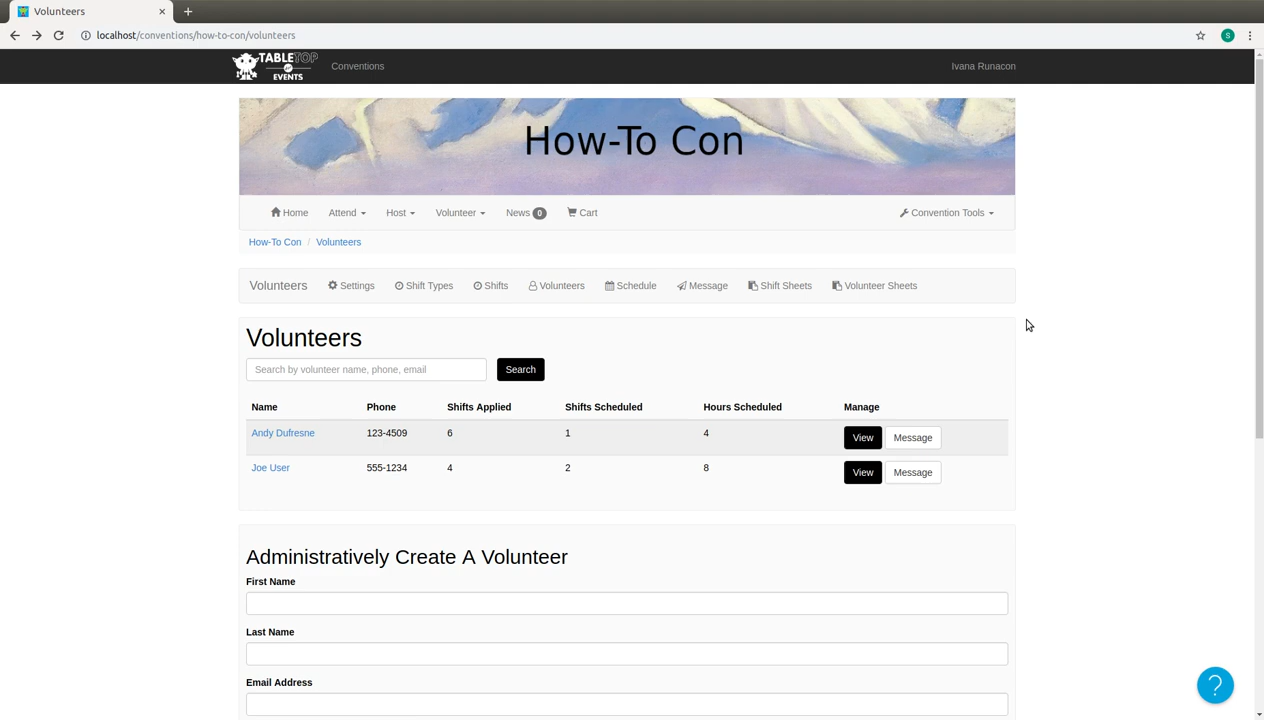 Volunteers
localhost/conventions/how-to-con/volunteers
S
TABLETOP
EVENTS
Conventions
Ivana Runacon
How-To Con
Home Attend Host Volunteer News 0 Cart Convention Tools
How-To Con / Volunteers
Volunteers Settings Shift Types Shifts Volunteers Schedule Message Shift Sheets Volunteer Sheets
Volunteers
Search by volunteer name, phone, email Search
Name Phone Shifts Applied Shifts Scheduled Hours Scheduled Manage
Andy Dufresne 123-4509 6 1 4 View Message
Joe User 555-1234 4 2 8 View Message
Administratively Create A Volunteer
First Name
Last Name
Email Address
?